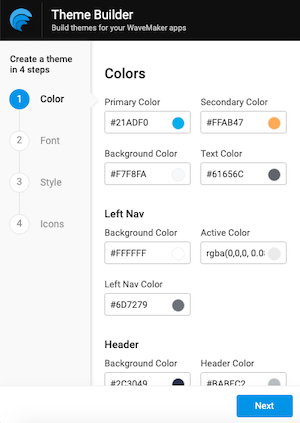 Theme Builder
Build themes for your WaveMaker apps
Create a theme
in 4 steps
1 Color
2 Font
3 Style
4 Icons
Colors
Primary Color Secondary Color
#21ADF0 #FFAB47
Background Color Text Color
#F7F8FA #61656C
Left Nav
Background Color Active Color
#FFFFFF rgba(0,0,0, 0.0
Left Nav Color
#6D7279
Header
Background Color Header Color
#2C3049 #BABEC2
Next